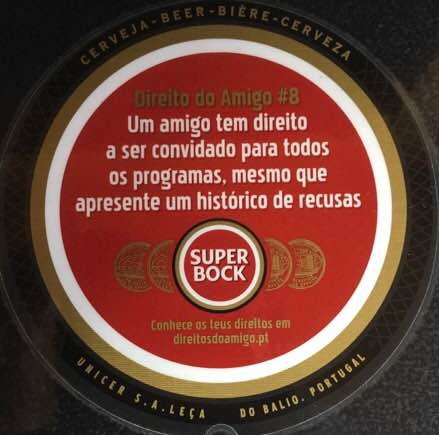 CERVEJA-BEER-BIÈRE-CERVEZA
Direito do Amigo #8
Um amigo tem direito
a ser convidado para todos
os programas, mesmo que
apresente um histórico de recusas
SUPER
BOCK
Conhece os teus direitos em
direitosdoamigo.pt
UNICER S.A. LEÇA DO BALIO. PORTUGAL